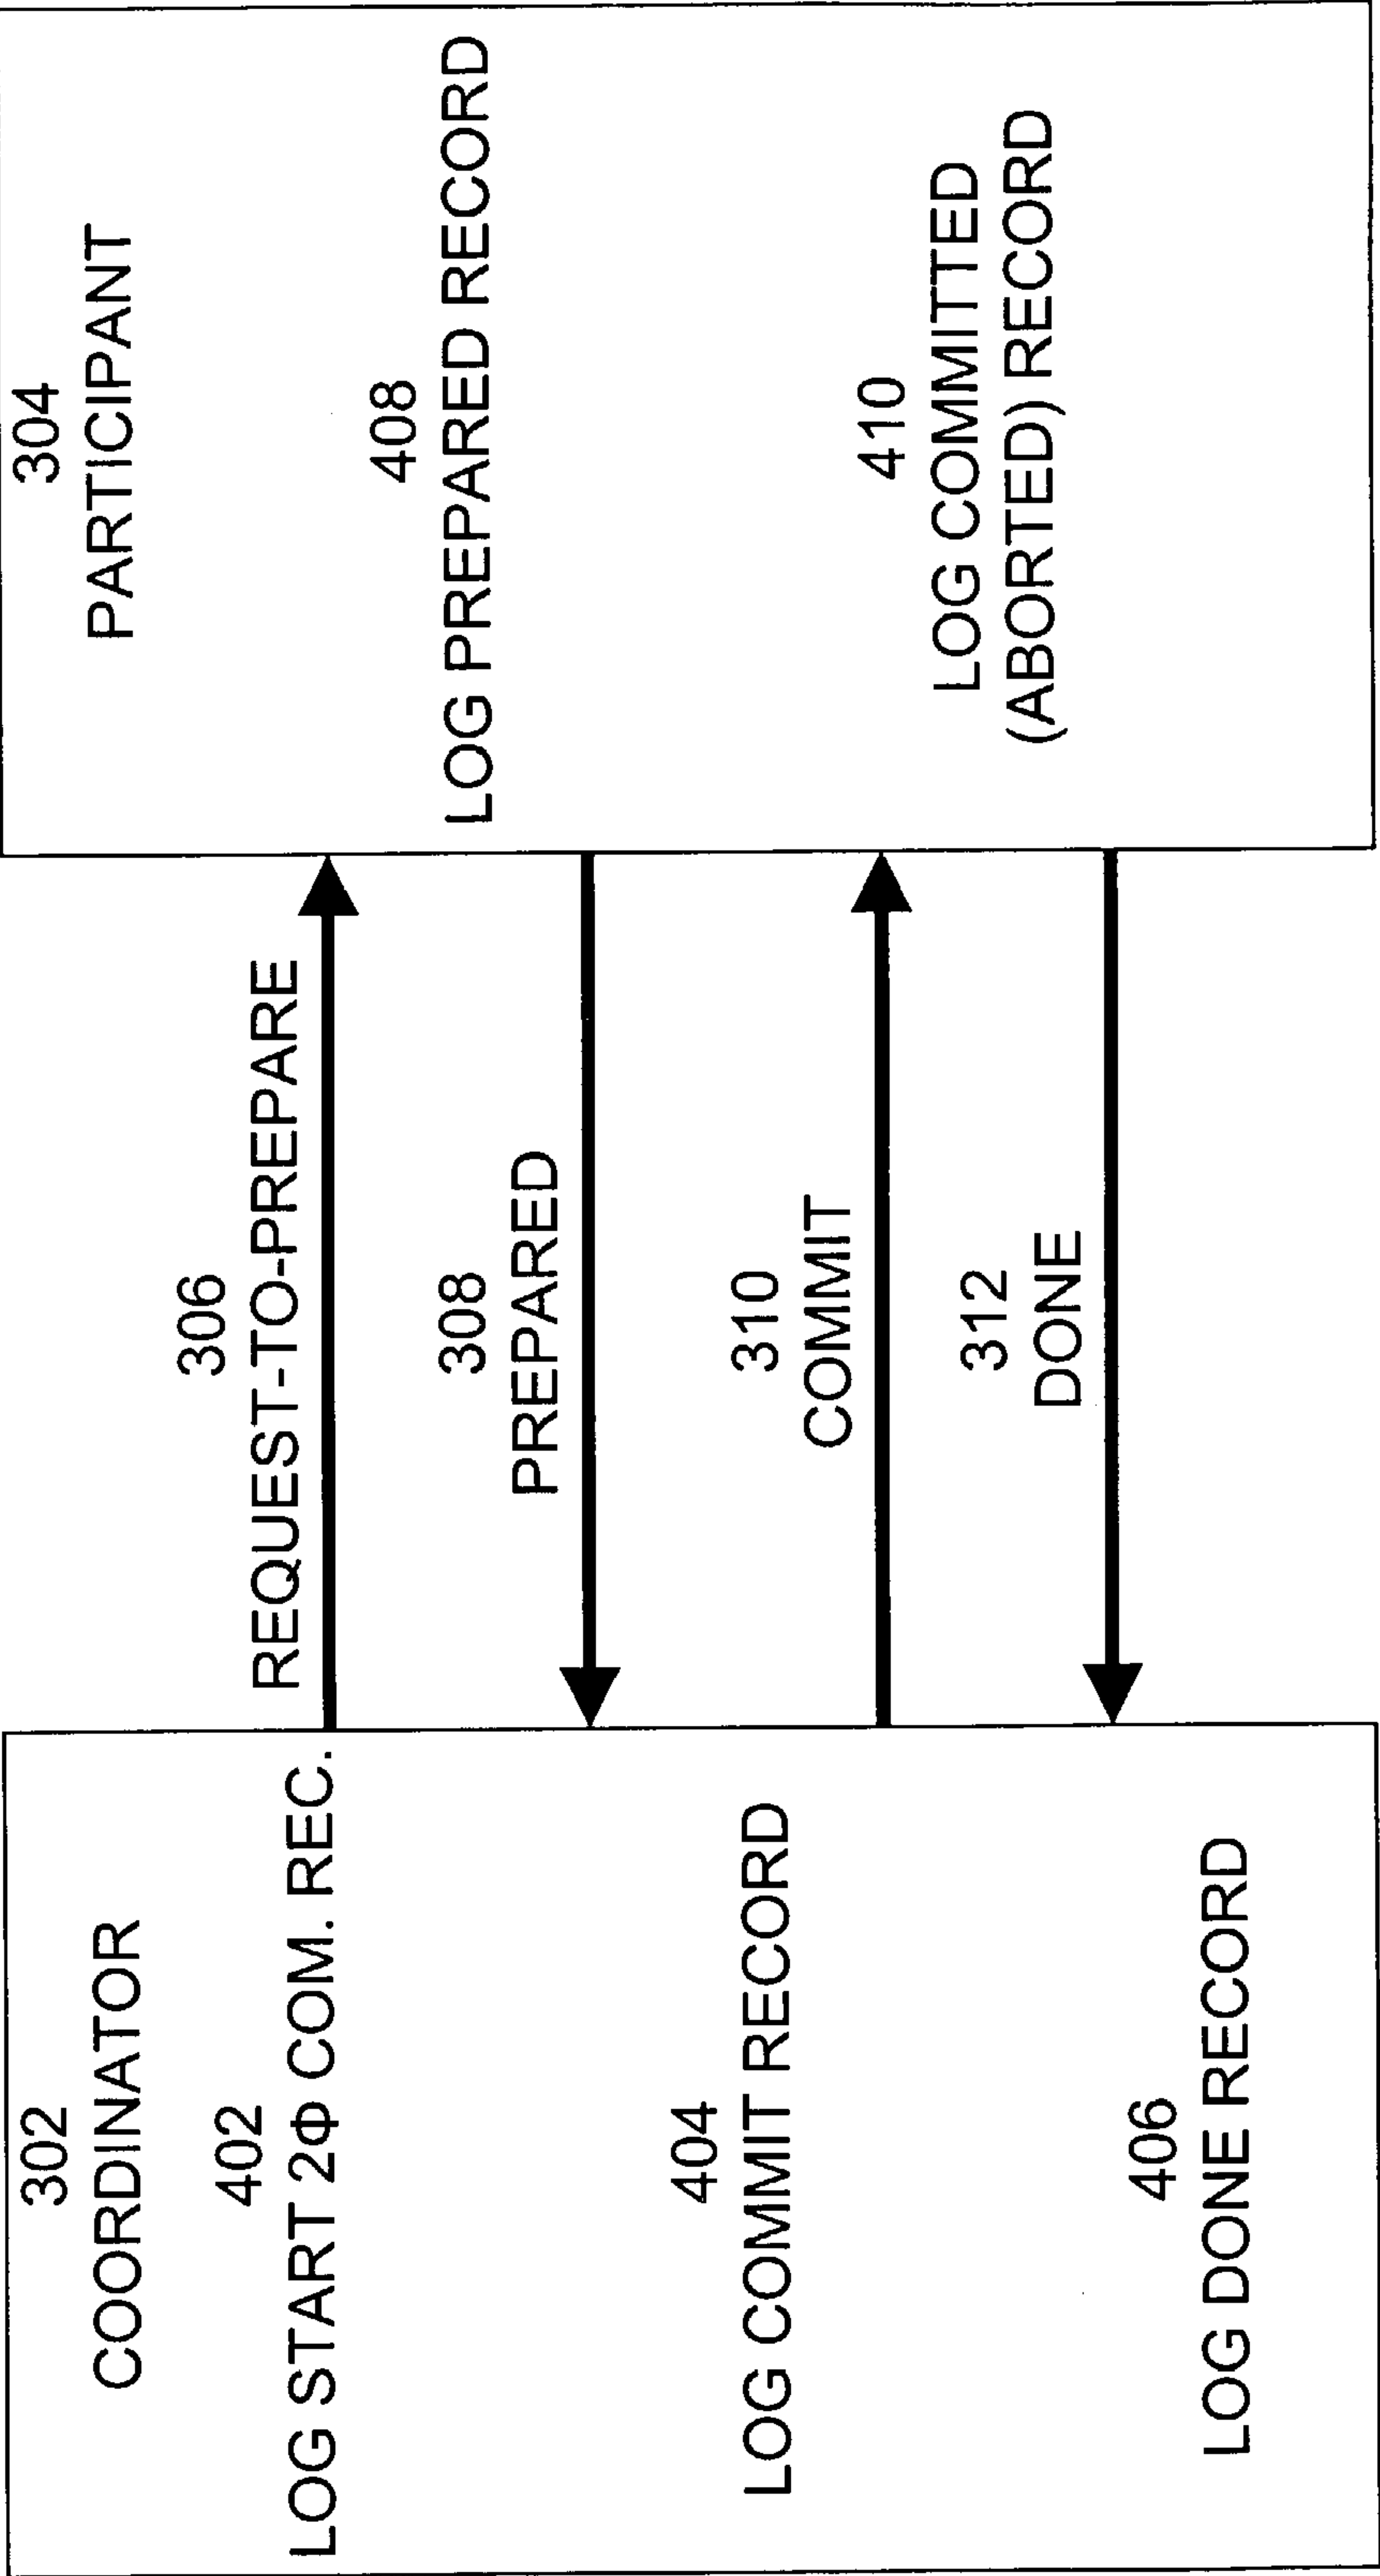 302
COORDINATOR
402
LOG START 2Φ COM. REC.
404
LOG COMMIT RECORD
406
LOG DONE RECORD
306
REQUEST-TO-PREPARE
308
PREPARED
310
COMMIT
312
DONE
304
PARTICIPANT
408
LOG PREPARED RECORD
410
LOG COMMITTED
(ABORTED) RECORD